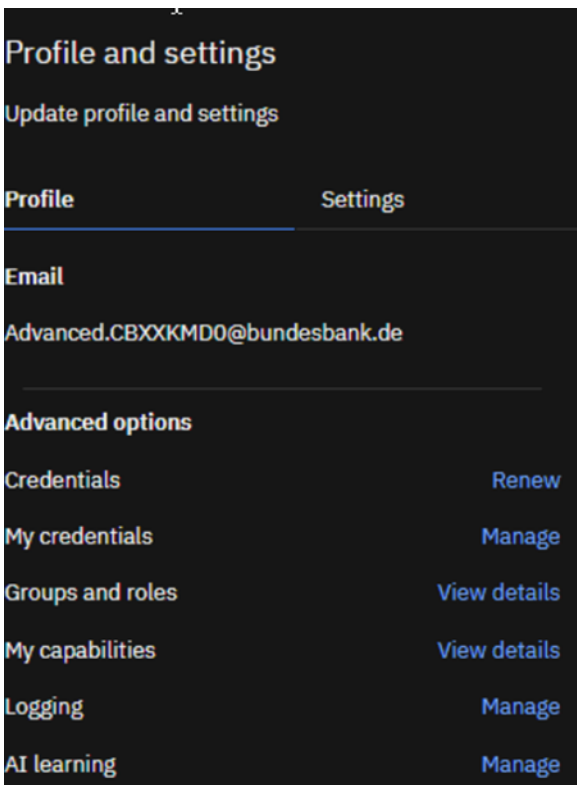 Profile and settings
Update profile and settings
Profile Settings
Email
Advanced.CBXXKMD0@bundesbank.de
Advanced options
Credentials Renew
My credentials Manage
Groups and roles View details
My capabilities View details
Logging Manage
AI learning Manage